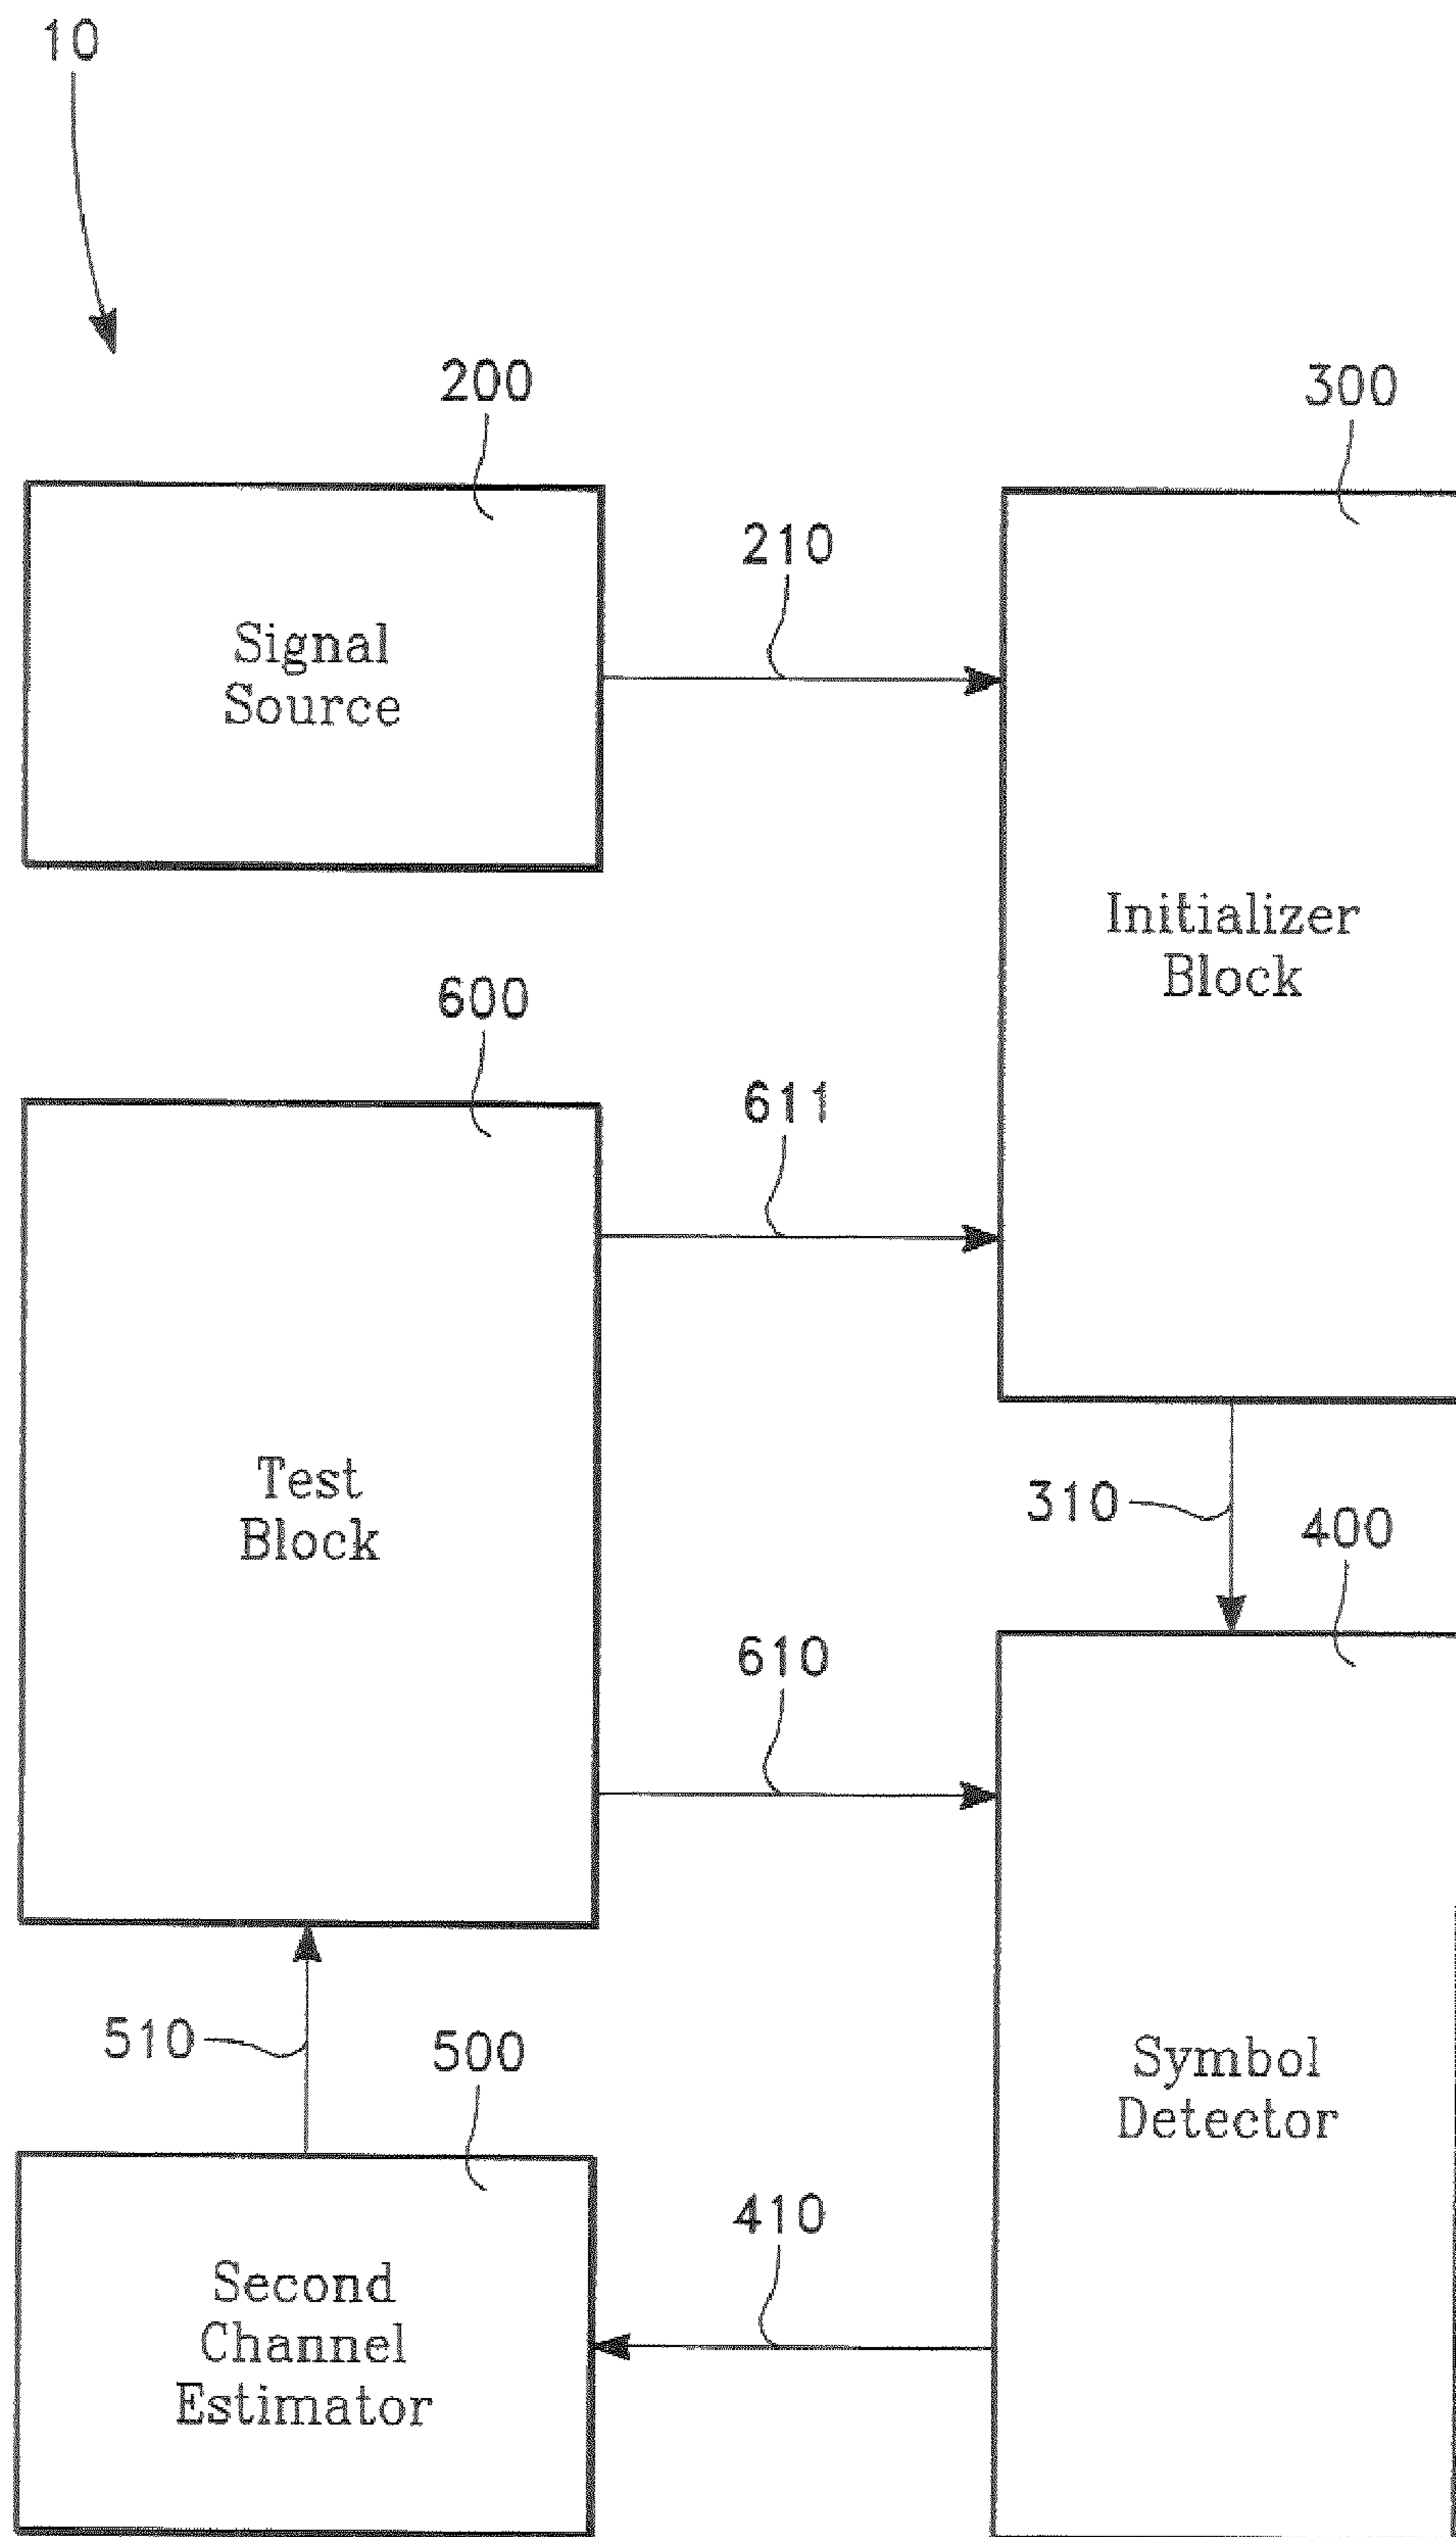 10
200
300
210
Signal
Source
Initializer
Block
600
611
Test
Block
310
400
610
510
500
Symbol
Detector
410
Second
Channel
Estimator